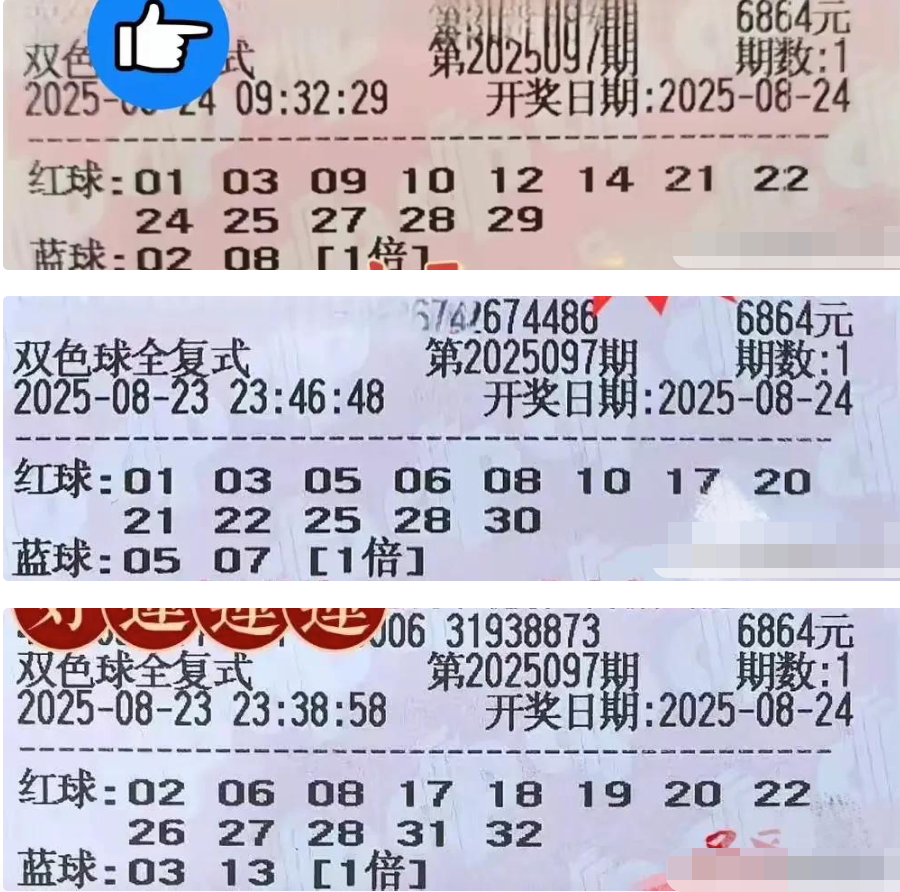 6864元
双色 式 第2025097期 期数:1
2025- -24 09:32:29 开奖日期:2025-08-24
红球:01 03 09 10 12 14 21 22
24 25 27 28 29
蓝球:02 08 [1倍]
674486 6864元
双色球全复式 第2025097期 期数:1
2025-08-23 23:46:48 开奖日期:2025-08-24
红球:01 03 05 06 08 10 17 20
21 22 25 28 30
蓝球:05 07 [1倍]
好運連連
006 31938873 6864元
双色球全复式 第2025097期 期数:1
2025-08-23 23:38:58 开奖日期:2025-08-24
红球:02 06 08 17 18 19 20 22
26 27 28 31 32
蓝球:03 13 [1倍]